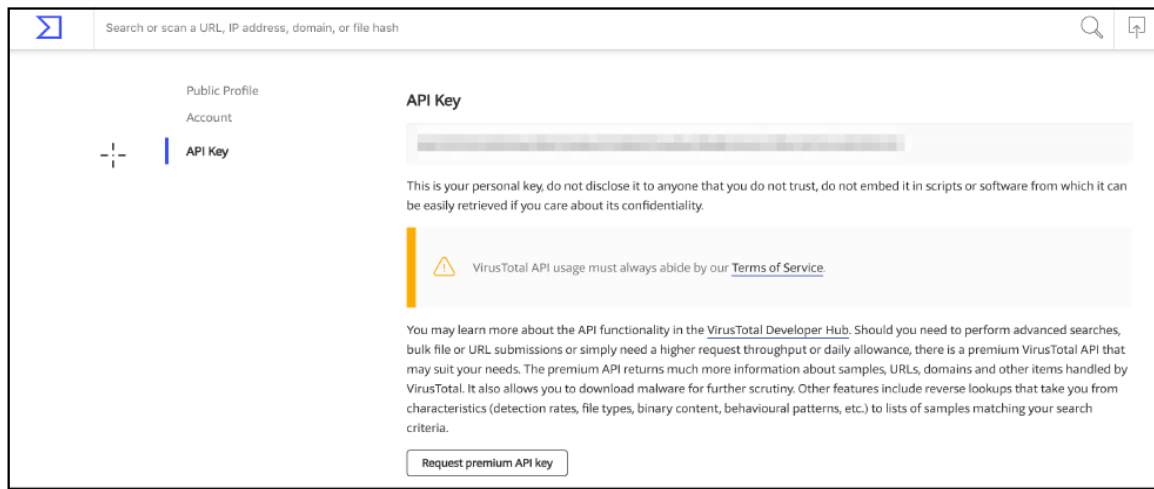 Search or scan a URL, IP address, domain, or file hash
Public Profile
Account
API Key
API Key
This is your personal key, do not disclose it to anyone that you do not trust, do not embed it in scripts or software from which it can
be easily retrieved if you care about its confidentiality.
VirusTotal API usage must always abide by our Terms of Service.
You may learn more about the API functionality in the VirusTotal Developer Hub. Should you need to perform advanced searches,
bulk file or URL submissions or simply need a higher request throughput or daily allowance, there is a premium VirusTotal API that
may suit your needs. The premium API returns much more information about samples, URLs, domains and other items handled by
VirusTotal. It also allows you to download malware for further scrutiny. Other features include reverse lookups that take you from
characteristics (detection rates, file types, binary content, behavioural patterns, etc.) to lists of samples matching your search
criteria.
Request premium API key